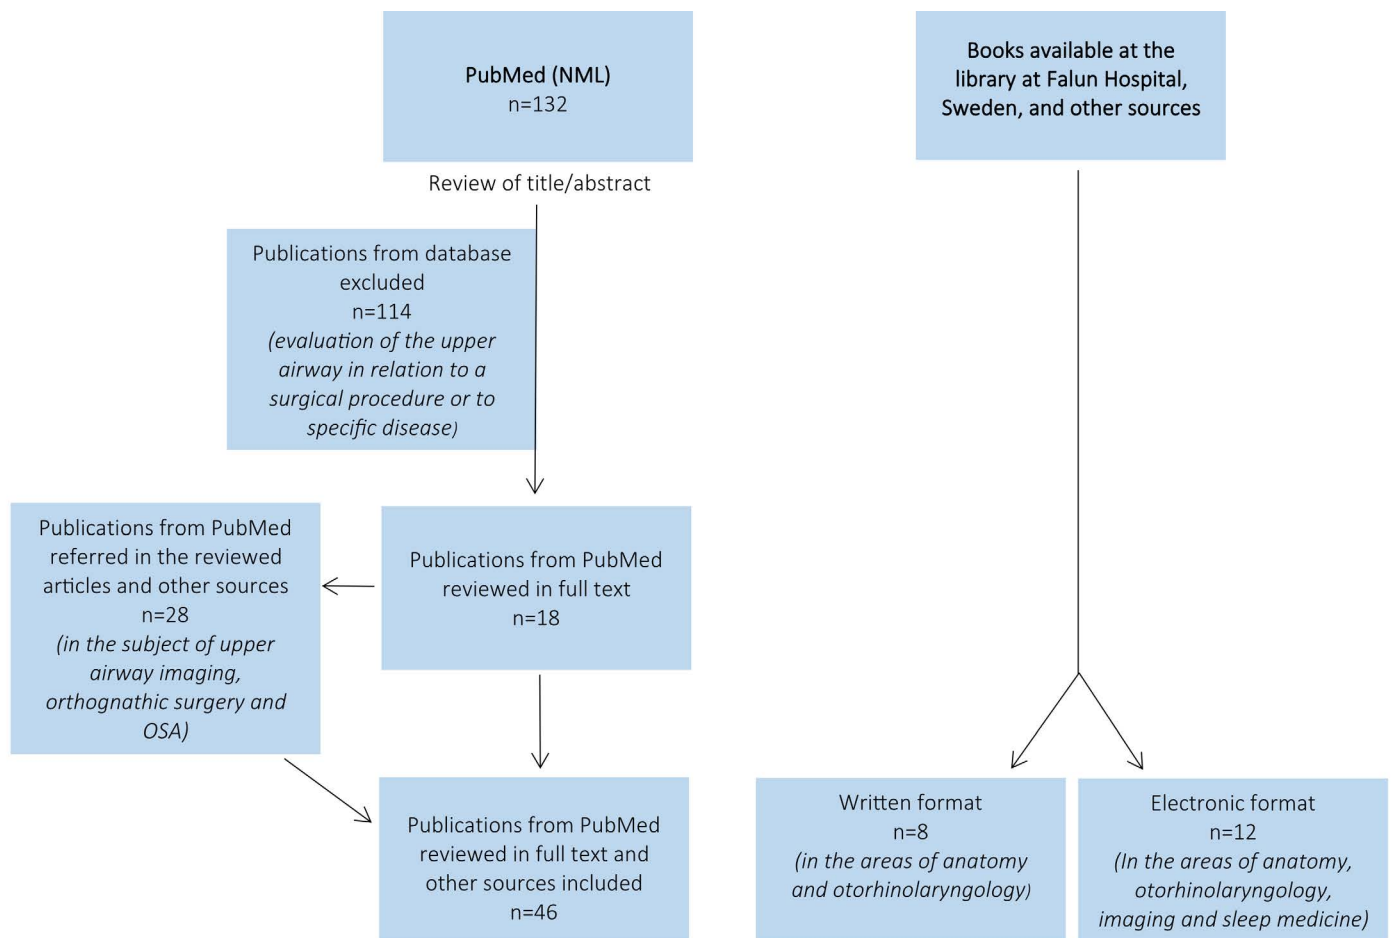 PubMed (NML)
n=132
Review of title/abstract
Publications from database
excluded
n=114
(evaluation of the upper
airway in relation to a
surgical procedure or to
specific disease)
Publications from PubMed
referred in the reviewed
articles and other sources
n=28
(in the subject of upper
airway imaging,
orthognathic surgery and
OSA)
Publications from PubMed
reviewed in full text
n=18
Publications from PubMed
reviewed in full text and
other sources included
n=46
Books available at the
library at Falun Hospital,
Sweden, and other sources
Written format
n=8
(in the areas of anatomy
and otorhinolaryngology)
Electronic format
n=12
(In the areas of anatomy,
otorhinolaryngology,
imaging and sleep medicine)